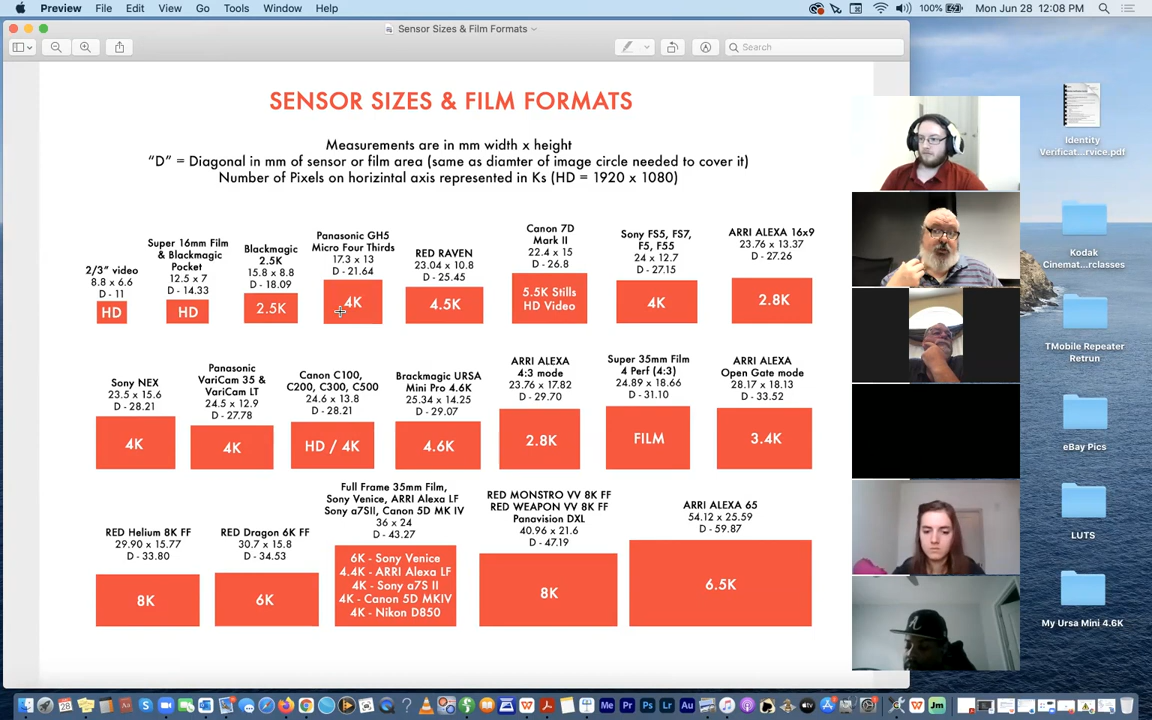 Preview File Edit View Go Tools Window Help 100% Mon Jun 28 12:08 PM
Sensor Sizes & Film Formats
Search
SENSOR SIZES & FILM FORMATS
Measurements are in mm width x height
“D” = Diagonal in mm of sensor or film area (same as diamter of image circle needed to cover it)
Number of Pixels on horizintal axis represented in Ks (HD = 1920 x 1080)
2/3” video
8.8 x 6.6
D - 11
HD
Super 16mm Film
& Blackmagic
Pocket
12.5 x 7
D - 14.33
HD
Blackmagic
2.5K
15.8 x 8.8
D - 18.09
2.5K
Panasonic GH5
Micro Four Thirds
17.3 x 13
D - 21.64
4K
RED RAVEN
23.04 x 10.8
D - 25.45
4.5K
Canon 7D
Mark II
22.4 x 15
D - 26.8
5.5K Stills
HD Video
Sony FS5, FS7,
F5, F55
24 x 12.7
D - 27.15
4K
ARRI ALEXA 16x9
23.76 x 13.37
D - 27.26
2.8K
Sony NEX
23.5 x 15.6
D - 28.21
4K
Panasonic
VariCam 35 &
VariCam LT
24.5 x 12.9
D - 27.78
4K
Canon C100,
C200, C300, C500
24.6 x 13.8
D - 28.21
HD / 4K
Brackmagic URSA
Mini Pro 4.6K
25.34 x 14.25
D - 29.07
4.6K
ARRI ALEXA
4:3 mode
23.76 x 17.82
D - 29.70
2.8K
Super 35mm Film
4 Perf (4:3)
24.89 x 18.66
D - 31.10
FILM
ARRI ALEXA
Open Gate mode
28.17 x 18.13
D - 33.52
3.4K
RED Helium 8K FF
29.90 x 15.77
D - 33.80
8K
RED Dragon 6K FF
30.7 x 15.8
D - 34.53
6K
Full Frame 35mm Film,
Sony Venice, ARRI Alexa LF
Sony a7SII, Canon 5D MK IV
36 x 24
D - 43.27
6K - Sony Venice
4.4K - ARRI Alexa LF
4K - Sony a7S II
4K - Canon 5D MKIV
4K - Nikon D850
RED MONSTRO VV 8K FF
RED WEAPON VV 8K FF
Panavision DXL
40.96 x 21.6
D - 47.19
8K
ARRI ALEXA 65
54.12 x 25.59
D - 59.87
6.5K
Identity
Verificat...rvice.pdf
Kodak
Cinemat...rclasses
TMobile Repeater
Retrun
eBay Pics
LUTS
My Ursa Mini 4.6K
Me Pr Ps Lr Au
Jm